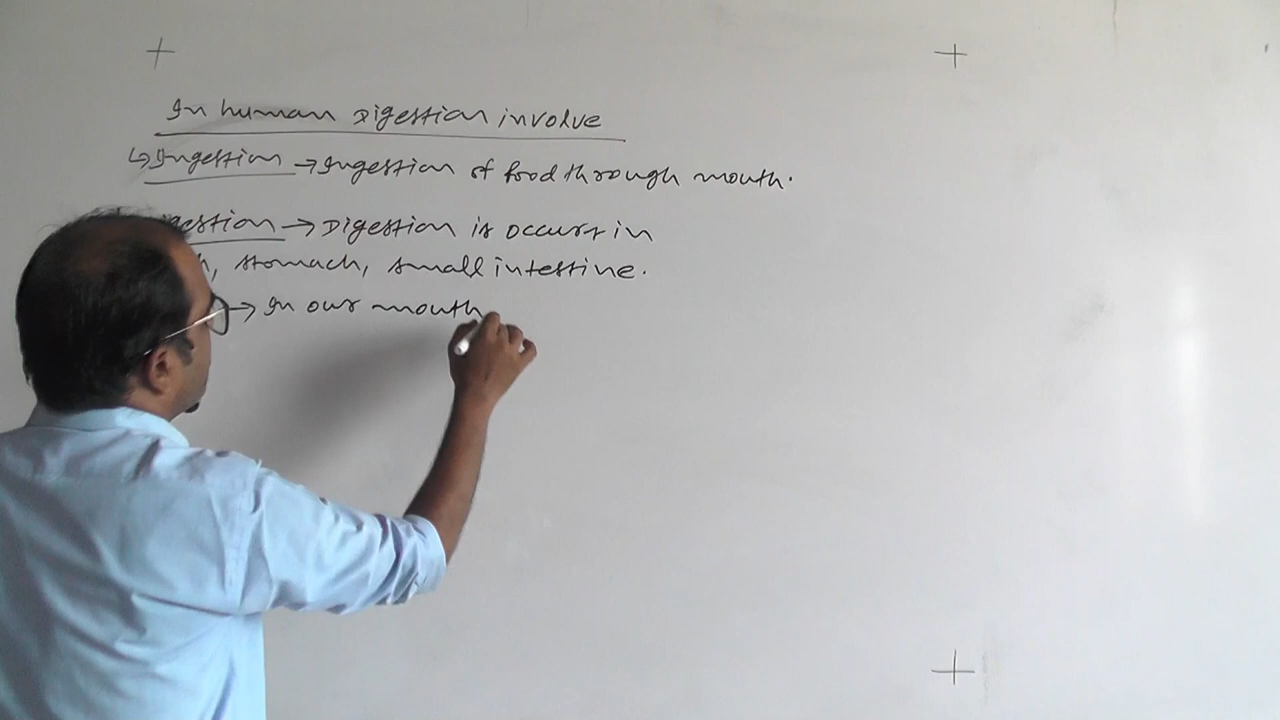 In human Digestion involve
↳ Ingestion → Ingestion of food through mouth.
igestion → Digestion is occurs in
h, stomach, small intestine.
→ In our mouth